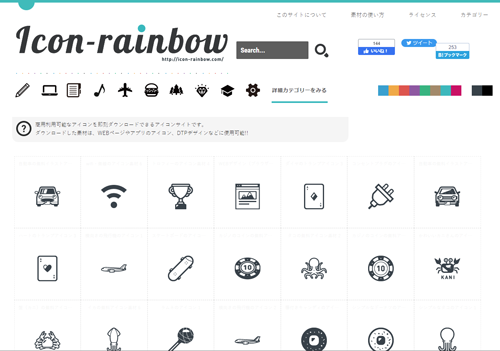 このサイトについて
素材の使い方
ライセンス
カテゴリー
Icon-rainbow
http://icon-rainbow.com/
Search...
144
いいね！
ツイート
253
B!ブックマーク
詳細カテゴリーをみる
商用利用可能なアイコンを原則ダウンロードできるアイコンサイトです。
ダウンロードした素材は、WEBページやアプリのアイコン、DTPデザインなどに使用可能!!
10
10
KANI